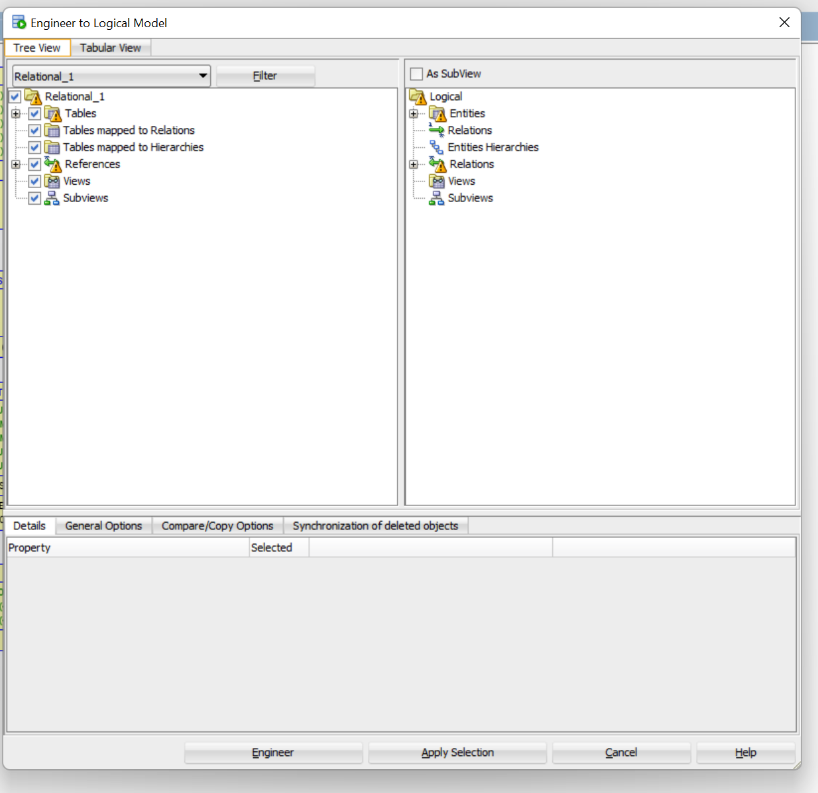 Engineer to Logical Model
Tree View Tabular View
Relational_1 Filter
As SubView
Relational_1
Tables
Tables mapped to Relations
Tables mapped to Hierarchies
References
Views
Subviews
Logical
Entities
Relations
Entities Hierarchies
Relations
Views
Subviews
Details General Options Compare/Copy Options Synchronization of deleted objects
Property Selected
Engineer Apply Selection Cancel Help